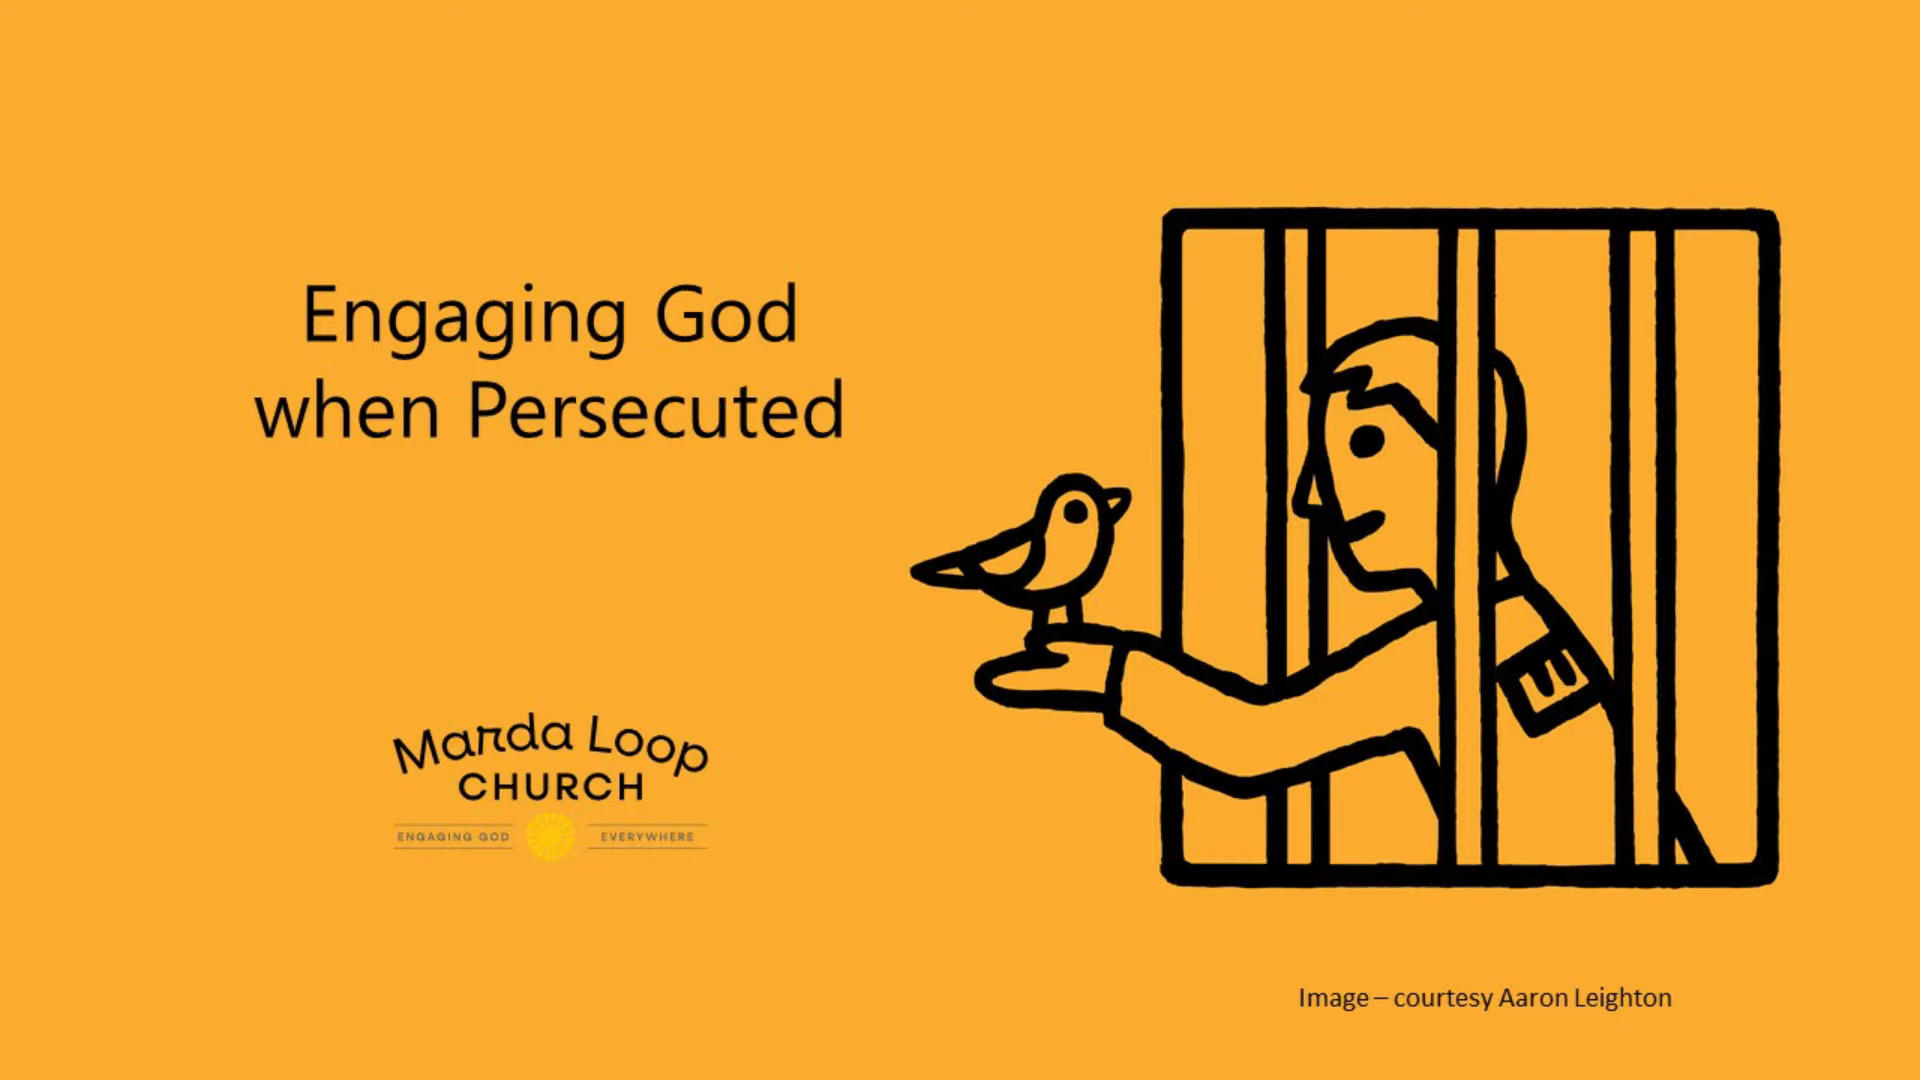 Engaging God
when Persecuted
Marda Loop
CHURCH
ENGAGING GOD EVERYWHERE
Image – courtesy Aaron Leighton